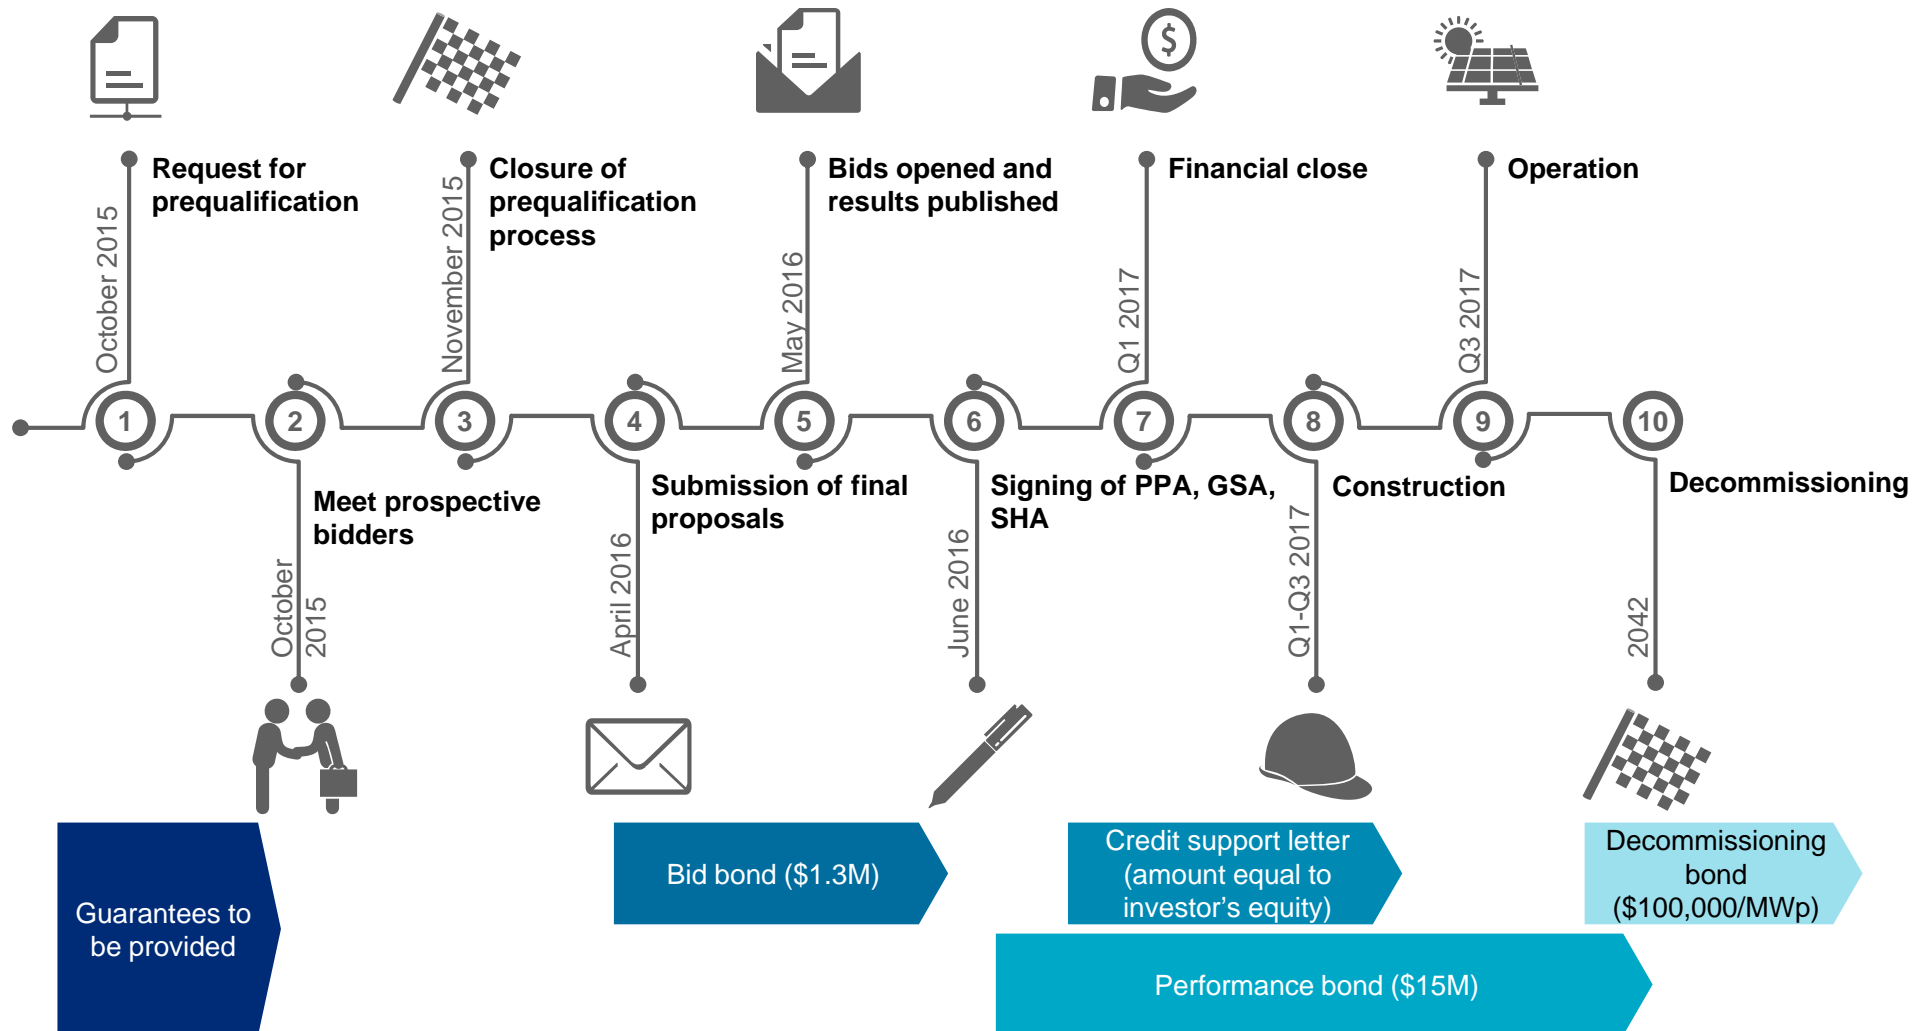 Request for
prequalification
October 2015
1
Meet prospective
bidders
October
2015
2
Closure of
prequalification
process
November 2015
3
Submission of final
proposals
April 2016
4
Bids opened and
results published
May 2016
5
Signing of PPA, GSA,
SHA
June 2016
6
$
Financial close
Q1 2017
7
Construction
Q1-Q3 2017
8
Operation
Q3 2017
9
Decommissioning
2042
10
Guarantees to
be provided
Bid bond ($1.3M)
Credit support letter
(amount equal to
investor’s equity)
Performance bond ($15M)
Decommissioning
bond
($100,000/MWp)